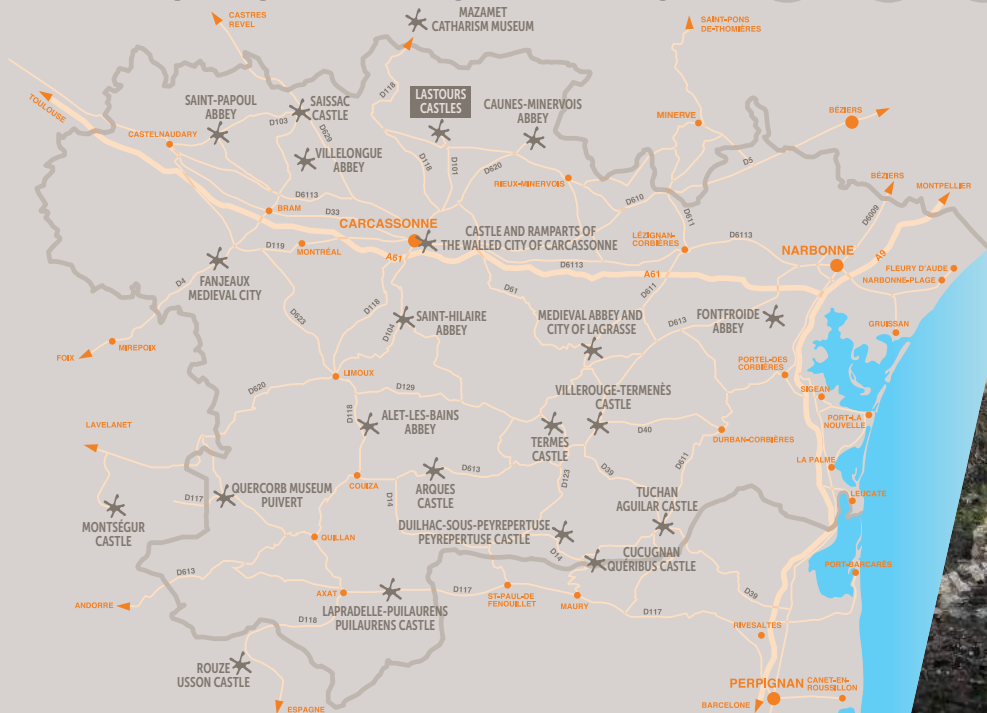 CASTRES
REVEL
MAZAMET
CATHARISM MUSEUM
SAINT-PONS
DE-THOMIÈRES
TOULOUSE
SAINT-PAPOUL
ABBEY
SAISSAC
CASTLE
D118
LASTOURS
CASTLES
CAUNES-MINERVOIS
ABBEY
MINERVE
BÉZIERS
CASTELNAUDARY
D103
D629
VILLELONGUE
ABBEY
D118
D101
D620
D5
RIEUX-MINERVOIS
BÉZIERS
MONTPELLIER
D6113
D610
D611
D6009
BRAM
D33
CARCASSONNE
CASTLE AND RAMPARTS OF
THE WALLED CITY OF CARCASSONNE
LÉZIGNAN-
CORBIÈRES
D6113
D119
MONTRÉAL
A61
D6113
A61
NARBONNE
A9
FLEURY D'AUDE
NARBONNE-PLAGE
D4
FANJEAUX
MEDIEVAL CITY
D61
D611
D623
D118
D104
SAINT-HILAIRE
ABBEY
MEDIEVAL ABBEY AND
CITY OF LAGRASSE
D613
FONTFROIDE
ABBEY
GRUISSAN
FOIX
MIREPOIX
LIMOUX
PORTEL-DES
CORBIÈRES
D620
D129
VILLEROUGE-TERMENÈS
CASTLE
SIGEAN
LAVELANET
D118
ALET-LES-BAINS
ABBEY
TERMES
CASTLE
D40
DURBAN-CORBIÈRES
PORT-LA
NOUVELLE
LA PALME
D613
D39
D611
D123
COUIZA
ARQUES
CASTLE
D117
QUERCORB MUSEUM
PUIVERT
D14
TUCHAN
AGUILAR CASTLE
LEUCATE
MONTSÉGUR
CASTLE
DUILHAC-SOUS-PEYREPERTUSE
PEYREPERTUSE CASTLE
QUILLAN
D14
CUCUGNAN
QUÉRIBUS CASTLE
D613
PORT-BARCARÈS
ANDORRE
AXAT
D117
ST-PAUL-DE
FENOUILLET
MAURY
D117
D39
LAPRADELLE-PUILAURENS
PUILAURENS CASTLE
D118
RIVESALTES
ROUZE
USSON CASTLE
PERPIGNAN
CANET-EN-
ROUSSILLON
ESPAGNE
BARCELONE